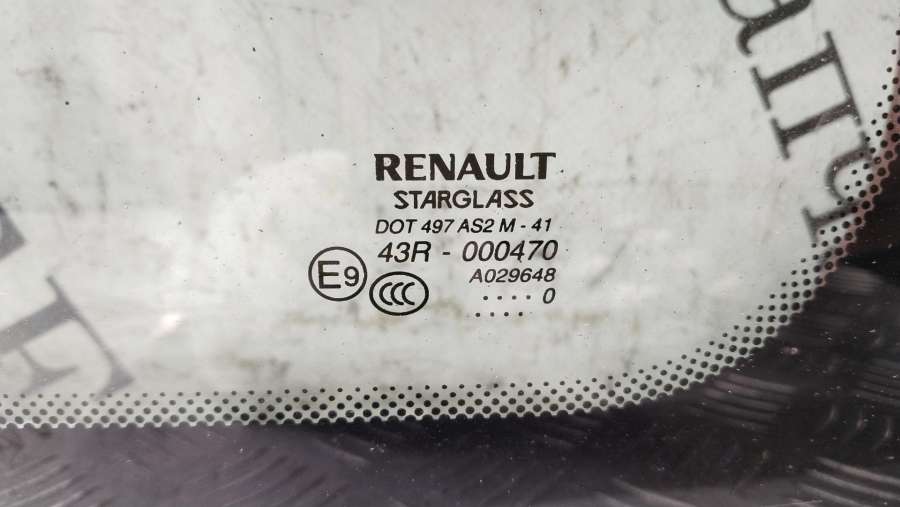 RENAULT
STARGLASS
DOT 497 AS2 M - 41
43R - 000470
E9
CCC
A029648
.... 0
....